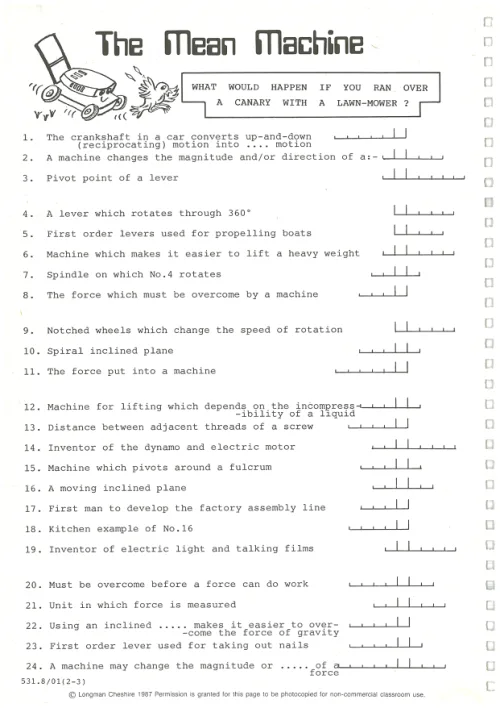 The Mean Machine
WHAT WOULD HAPPEN IF YOU RAN OVER
A CANARY WITH A LAWN-MOWER ?
1. The crankshaft in a car converts up-and-down
(reciprocating) motion into .... motion
2. A machine changes the magnitude and/or direction of a:-
3. Pivot point of a lever
4. A lever which rotates through 360°
5. First order levers used for propelling boats
6. Machine which makes it easier to lift a heavy weight
7. Spindle on which No.4 rotates
8. The force which must be overcome by a machine
9. Notched wheels which change the speed of rotation
10. Spiral inclined plane
11. The force put into a machine
12. Machine for lifting which depends on the incompress-
-ibility of a liquid
13. Distance between adjacent threads of a screw
14. Inventor of the dynamo and electric motor
15. Machine which pivots around a fulcrum
16. A moving inclined plane
17. First man to develop the factory assembly line
18. Kitchen example of No.16
19. Inventor of electric light and talking films
20. Must be overcome before a force can do work
21. Unit in which force is measured
22. Using an inclined ..... makes it easier to over-
-come the force of gravity
23. First order lever used for taking out nails
24. A machine may change the magnitude or ..... of a
force
531.8/01(2-3)
© Longman Cheshire 1987 Permission is granted for this page to be photocopied for non-commercial classroom use.